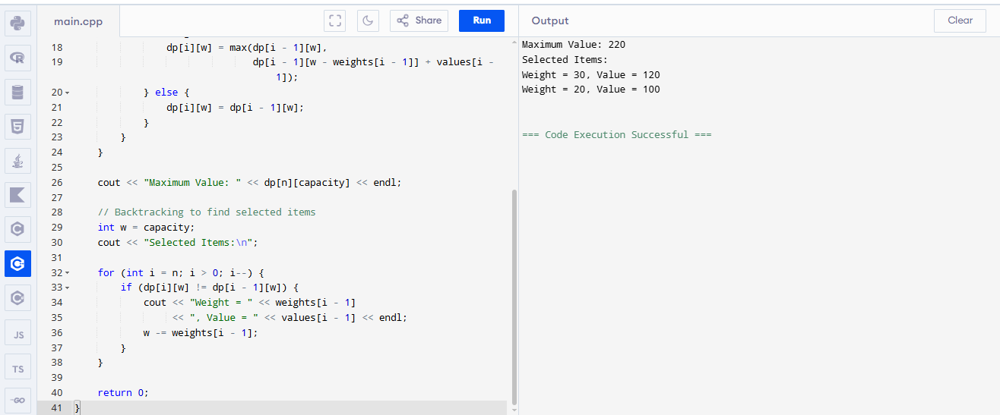 main.cpp
Share
Run
Output
Clear
18 dp[i][w] = max(dp[i - 1][w],
19 dp[i - 1][w - weights[i - 1]] + values[i -
1]);
20 } else {
21 dp[i][w] = dp[i - 1][w];
22 }
23 }
24 }
25
26 cout << "Maximum Value: " << dp[n][capacity] << endl;
27
28 // Backtracking to find selected items
29 int w = capacity;
30 cout << "Selected Items:\n";
31
32 for (int i = n; i > 0; i--) {
33 if (dp[i][w] != dp[i - 1][w]) {
34 cout << "Weight = " << weights[i - 1]
35 << ", Value = " << values[i - 1] << endl;
36 w -= weights[i - 1];
37 }
38 }
39
40 return 0;
41 }
Maximum Value: 220
Selected Items:
Weight = 30, Value = 120
Weight = 20, Value = 100
=== Code Execution Successful ===
R
5
C
C
C
JS
TS
GO